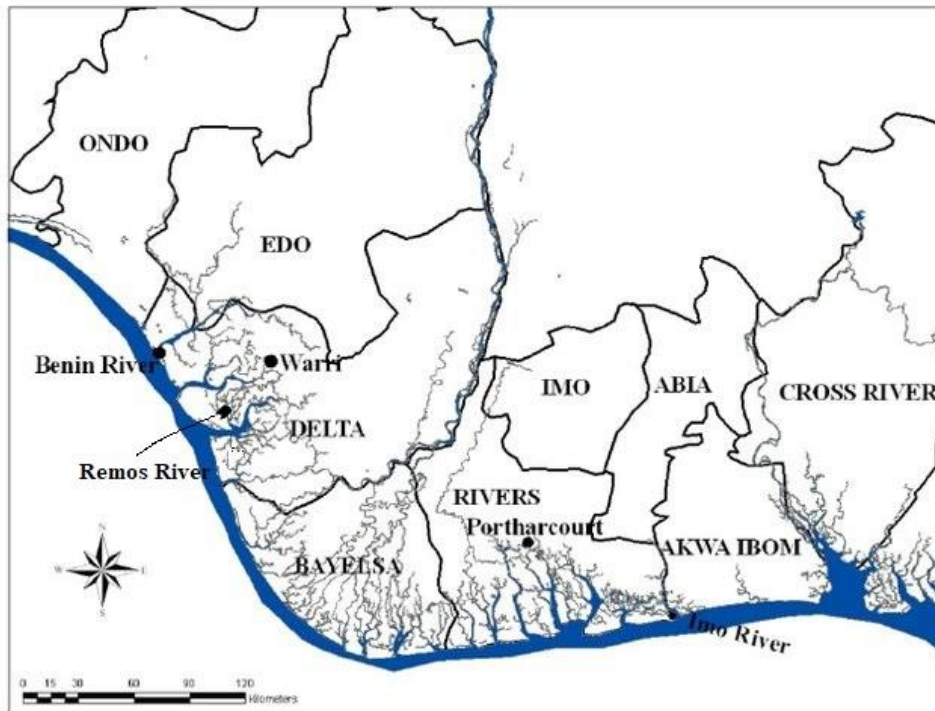 ONDO
EDO
Benin River
Warri
IMO
ABIA
CROSS RIVER
DELTA
Remos River
RIVERS
Portharcourt
AKWA IBOM
BAYELSA
N
W E
S
Imo River
0 15 30 60 90 120
Kilometers